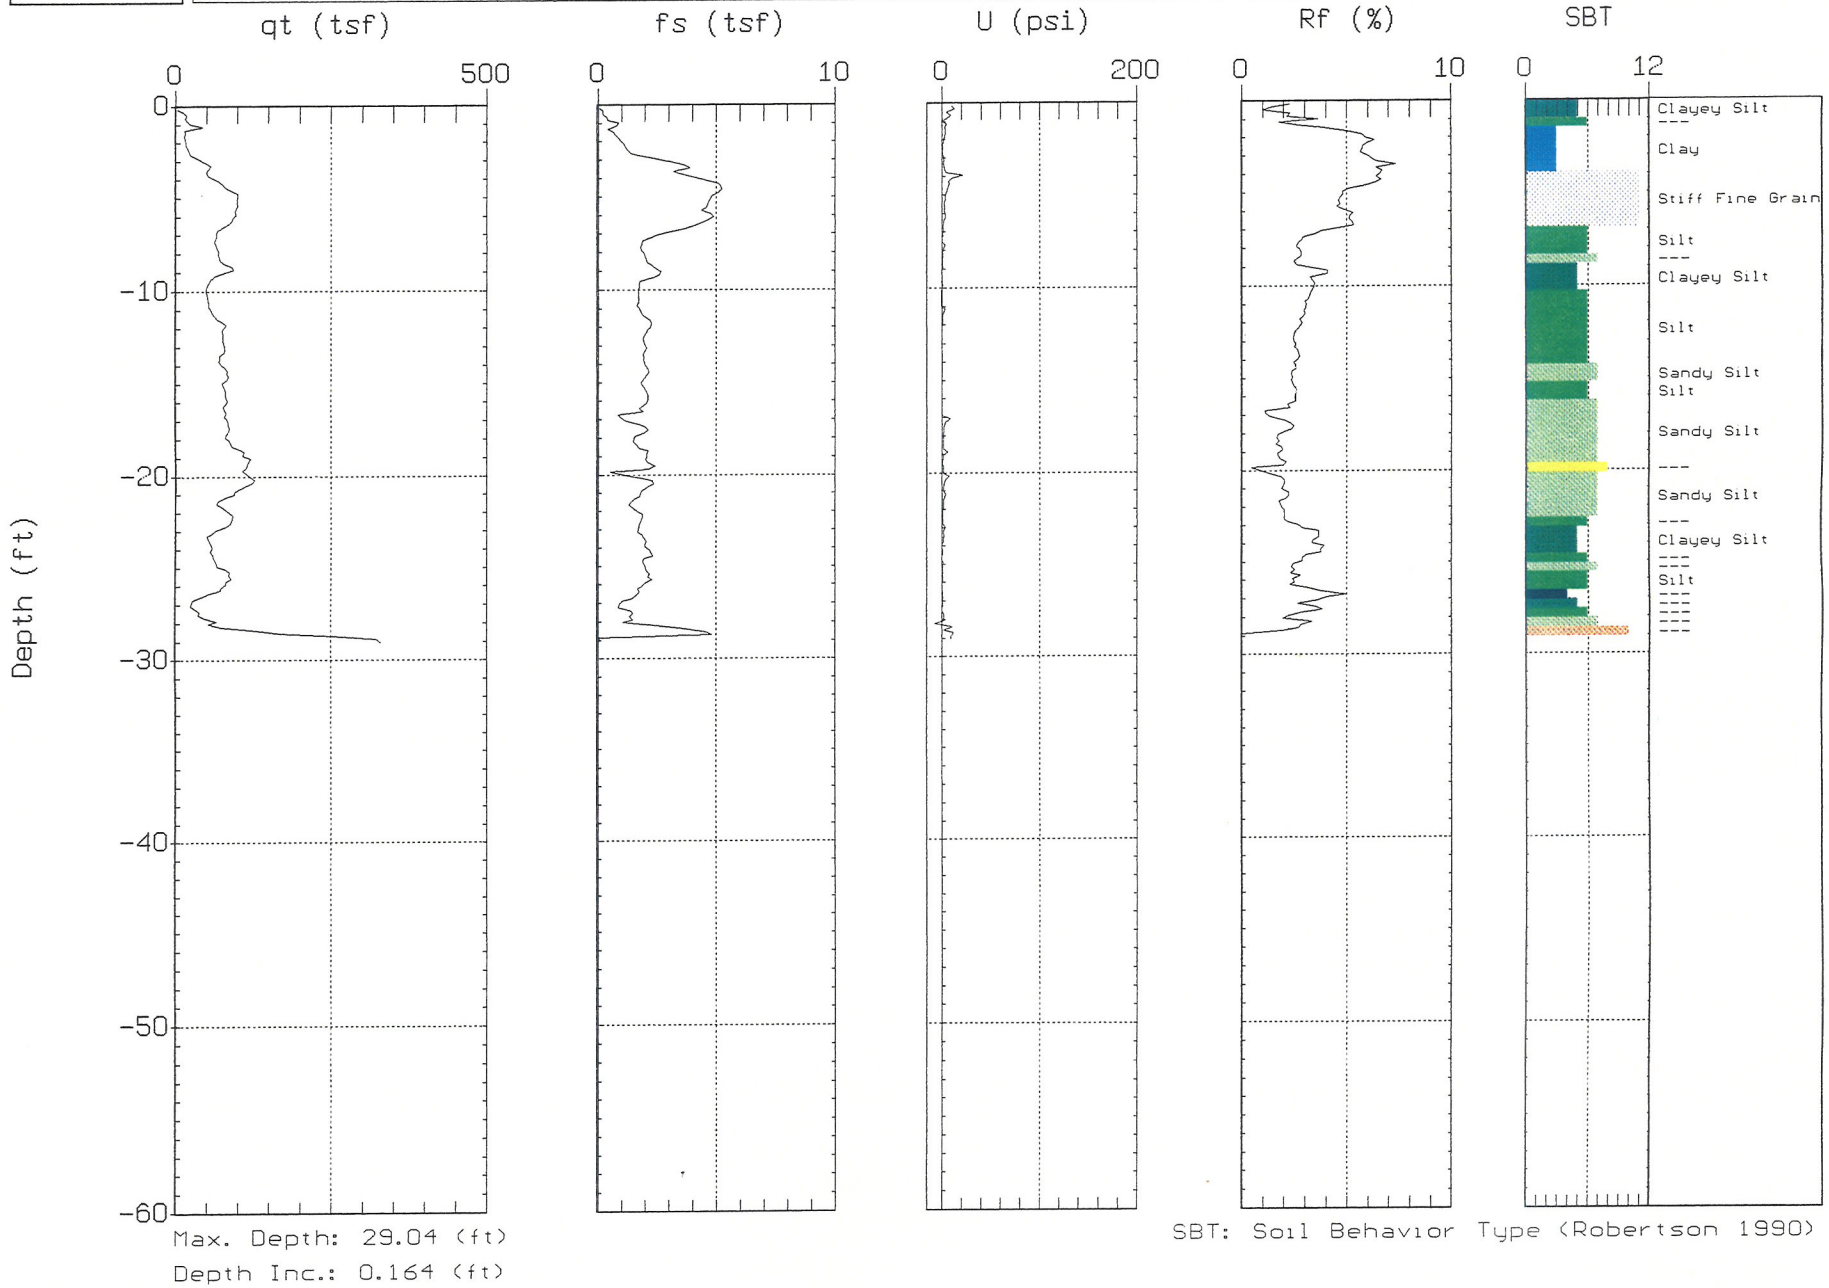 qt (tsf)
fs (tsf)
U (psi)
Rf (%)
SBT
0 500
0 10
0 200
0 10
0 12
0
-10
-20
-30
-40
-50
-60
Depth (ft)
Clayey Silt
---
Clay
Stiff Fine Grain
Silt
---
Clayey Silt
Silt
Sandy Silt
Silt
Sandy Silt
---
Sandy Silt
---
Clayey Silt
---
---
Silt
---
---
---
---
---
Max. Depth: 29.04 (ft)
Depth Inc.: 0.164 (ft)
SBT: Soil Behavior Type (Robertson 1990)